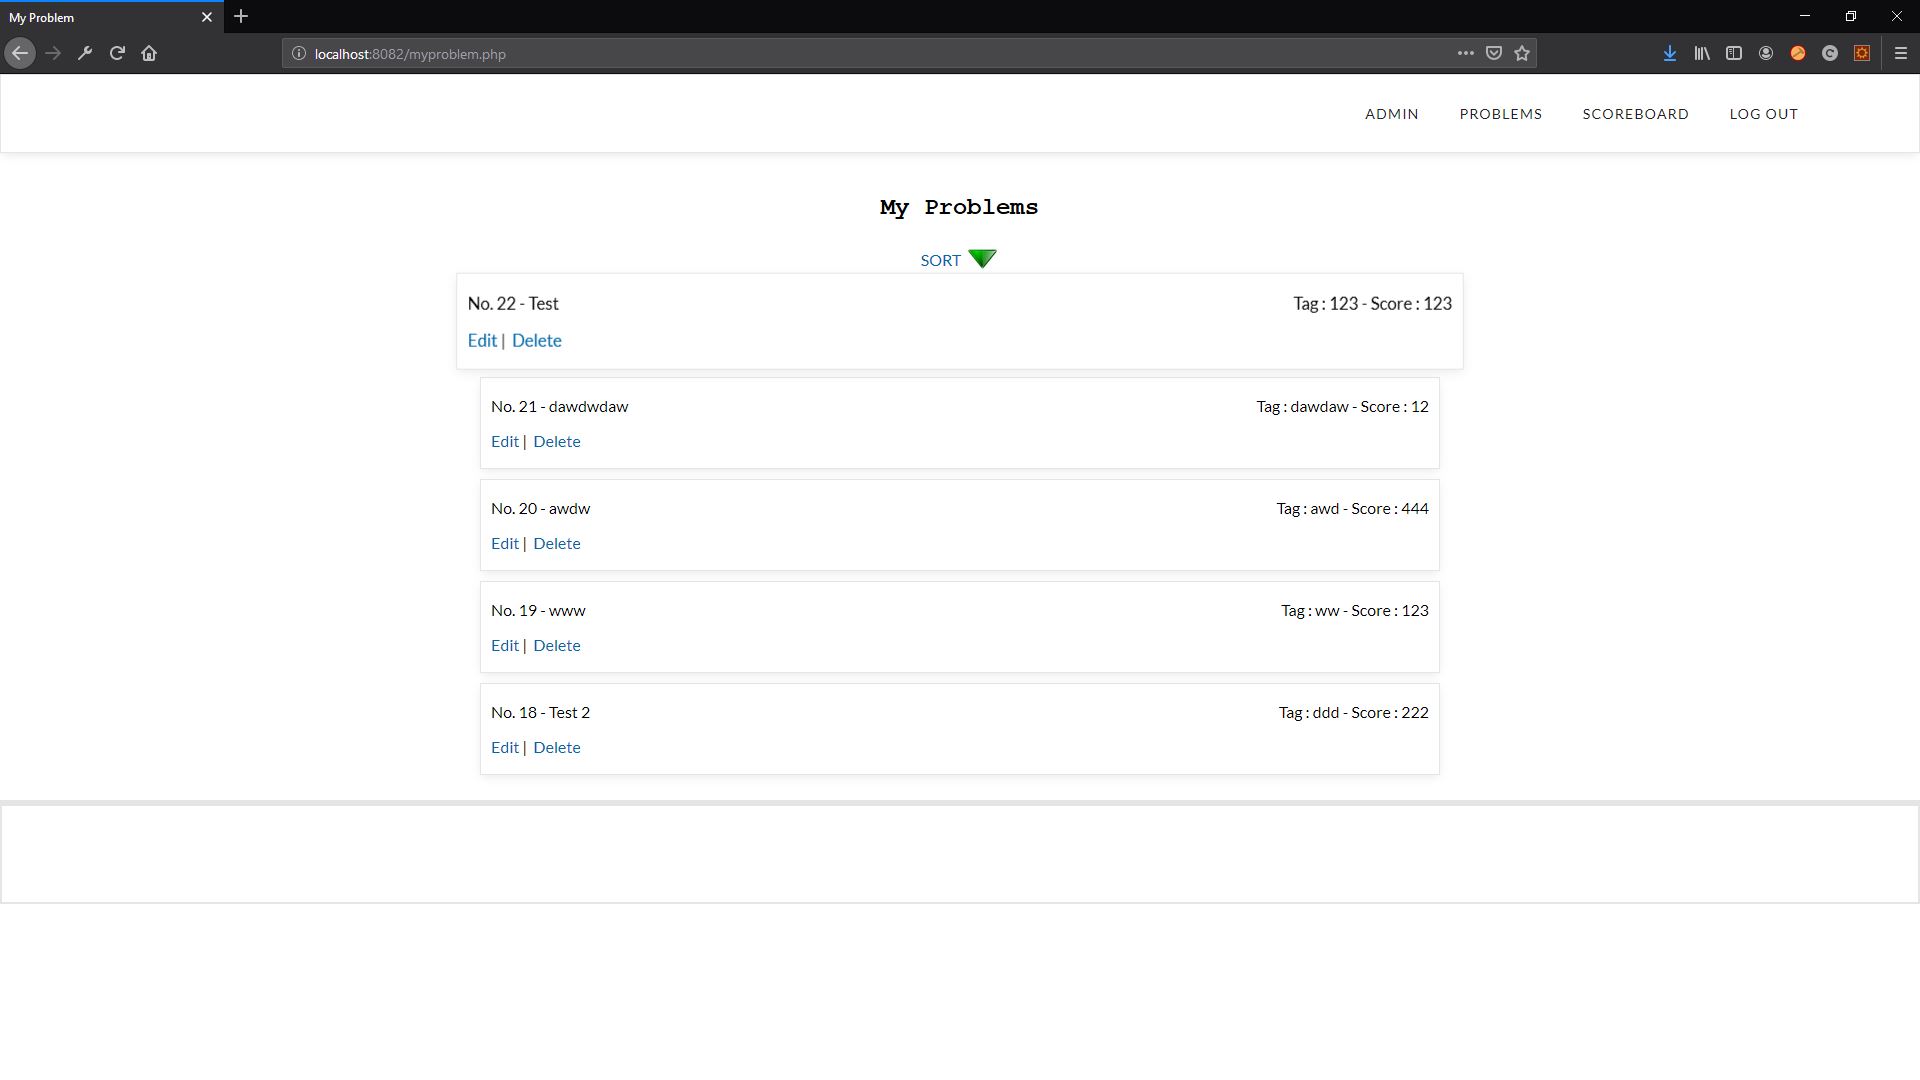 My Problem
localhost:8082/myproblem.php
ADMIN PROBLEMS SCOREBOARD LOG OUT
My Problems
SORT
No. 22 - Test Tag : 123 - Score : 123
Edit | Delete
No. 21 - dawdwdaw Tag : dawdaw - Score : 12
Edit | Delete
No. 20 - awdw Tag : awd - Score : 444
Edit | Delete
No. 19 - www Tag : ww - Score : 123
Edit | Delete
No. 18 - Test 2 Tag : ddd - Score : 222
Edit | Delete